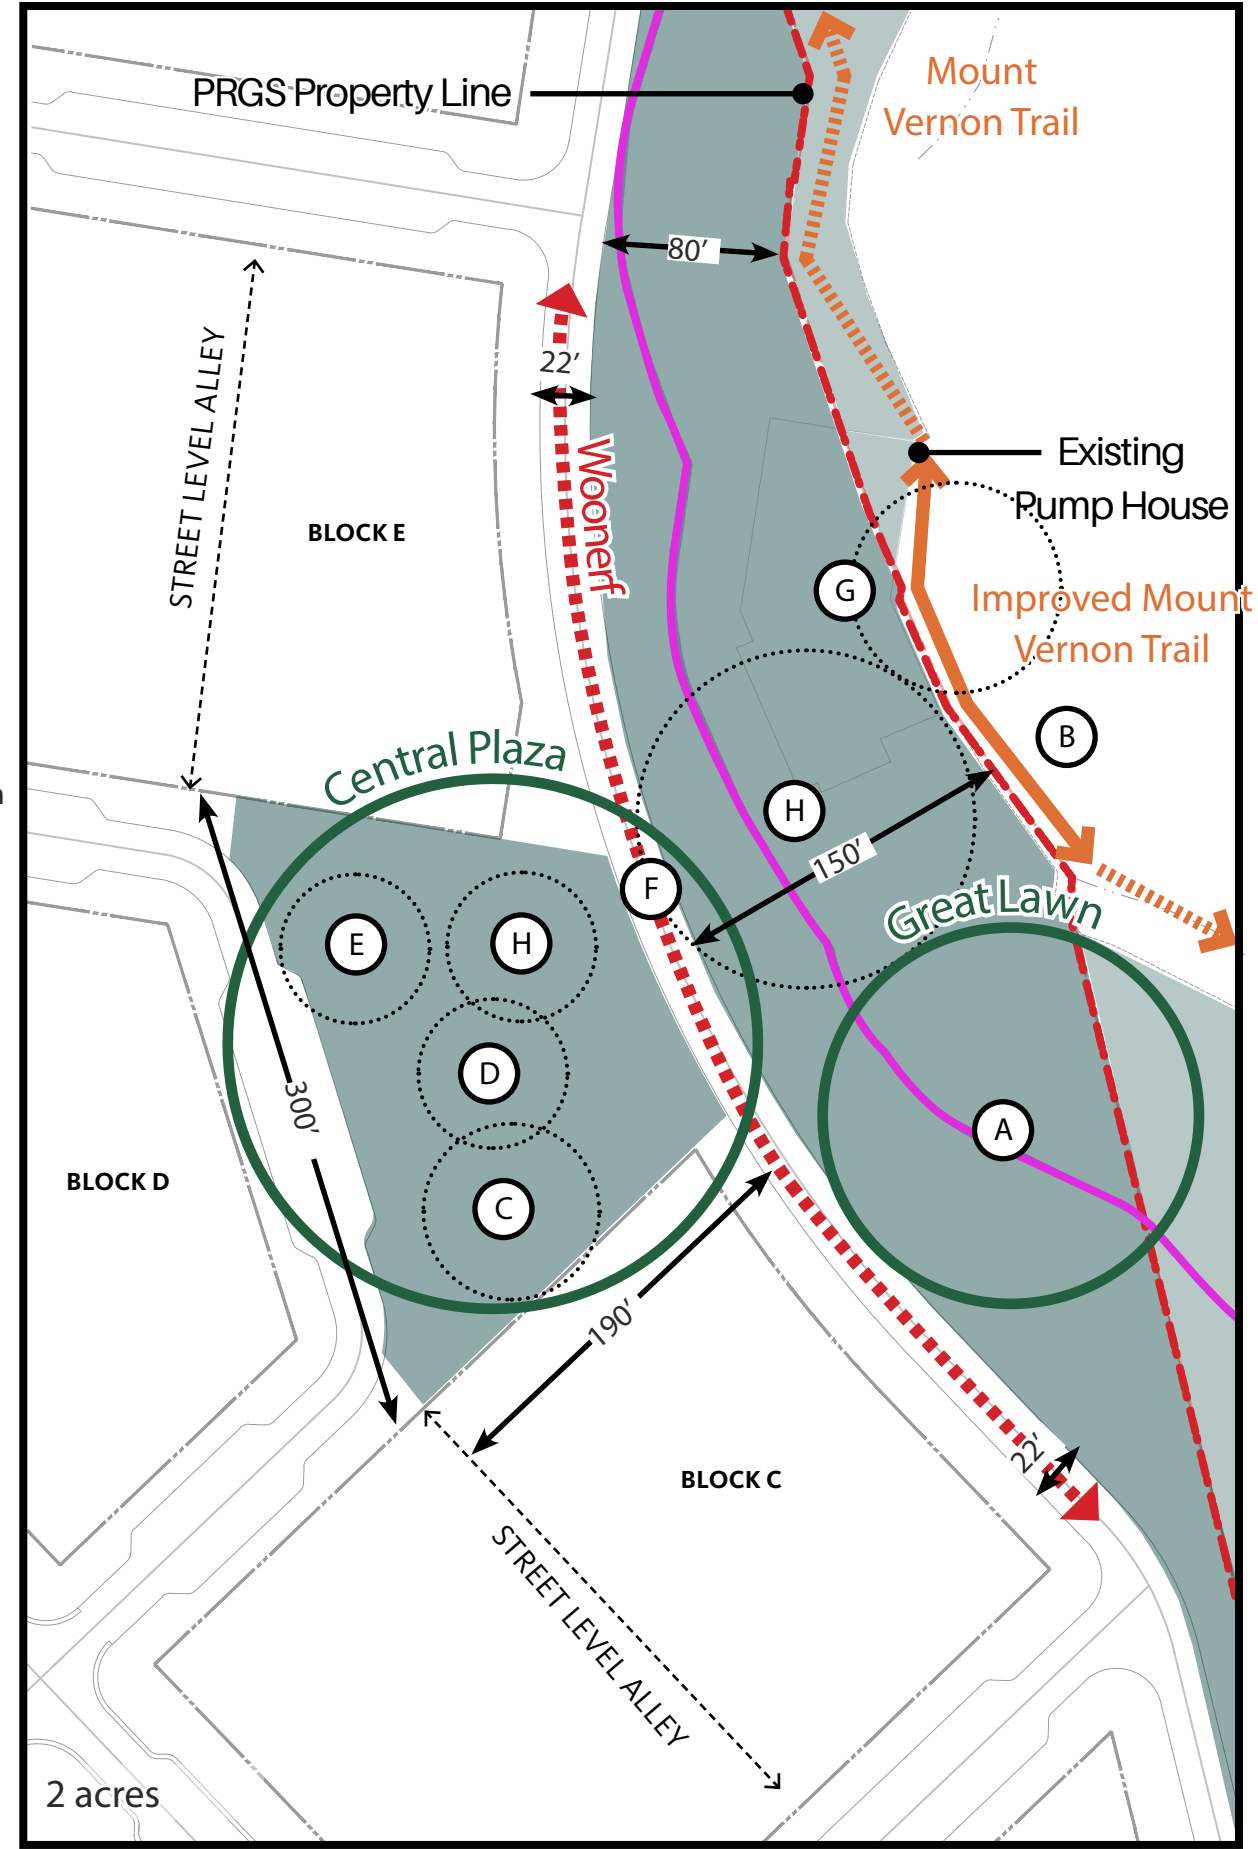 PRGS Property Line
Mount
Vernon Trail
80′
22′
STREET LEVEL ALLEY
Woonerf
BLOCK E
Existing
Pump House
G
Improved Mount
Vernon Trail
B
Central Plaza
H
150′
F
Great Lawn
E
H
D
A
300′
C
BLOCK D
190′
22′
BLOCK C
STREET LEVEL ALLEY
2 acres